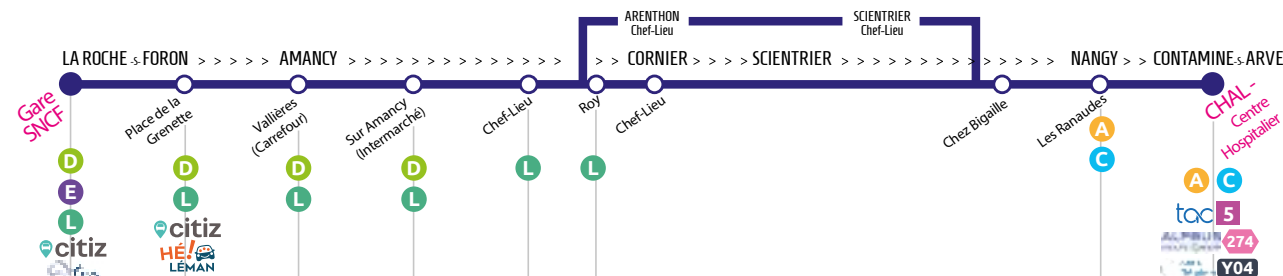 ARENTHON
Chef-Lieu
SCIENTRIER
Chef-Lieu
LA ROCHE -S- FORON > > > > > AMANCY > > > > > > > > > > > > > > > > CORNIER > > > > SCIENTRIER > > > > > > > > > > > > > > NANGY > > CONTAMINE-S-ARVE
Gare
SNCF
Place de la
Grenette
Vallières
(Carrefour)
Sur Amancy
(Intermarché)
Chef-Lieu
Roy
Chef-Lieu
Chez Bigaille
Les Ranaudes
CHAL -
Centre
Hospitalier
D
E
L
citiz
D
L
citiz
HÉ!
LÉMAN
D
L
D
L
L
L
A
C
A C
tac 5
274
Y04